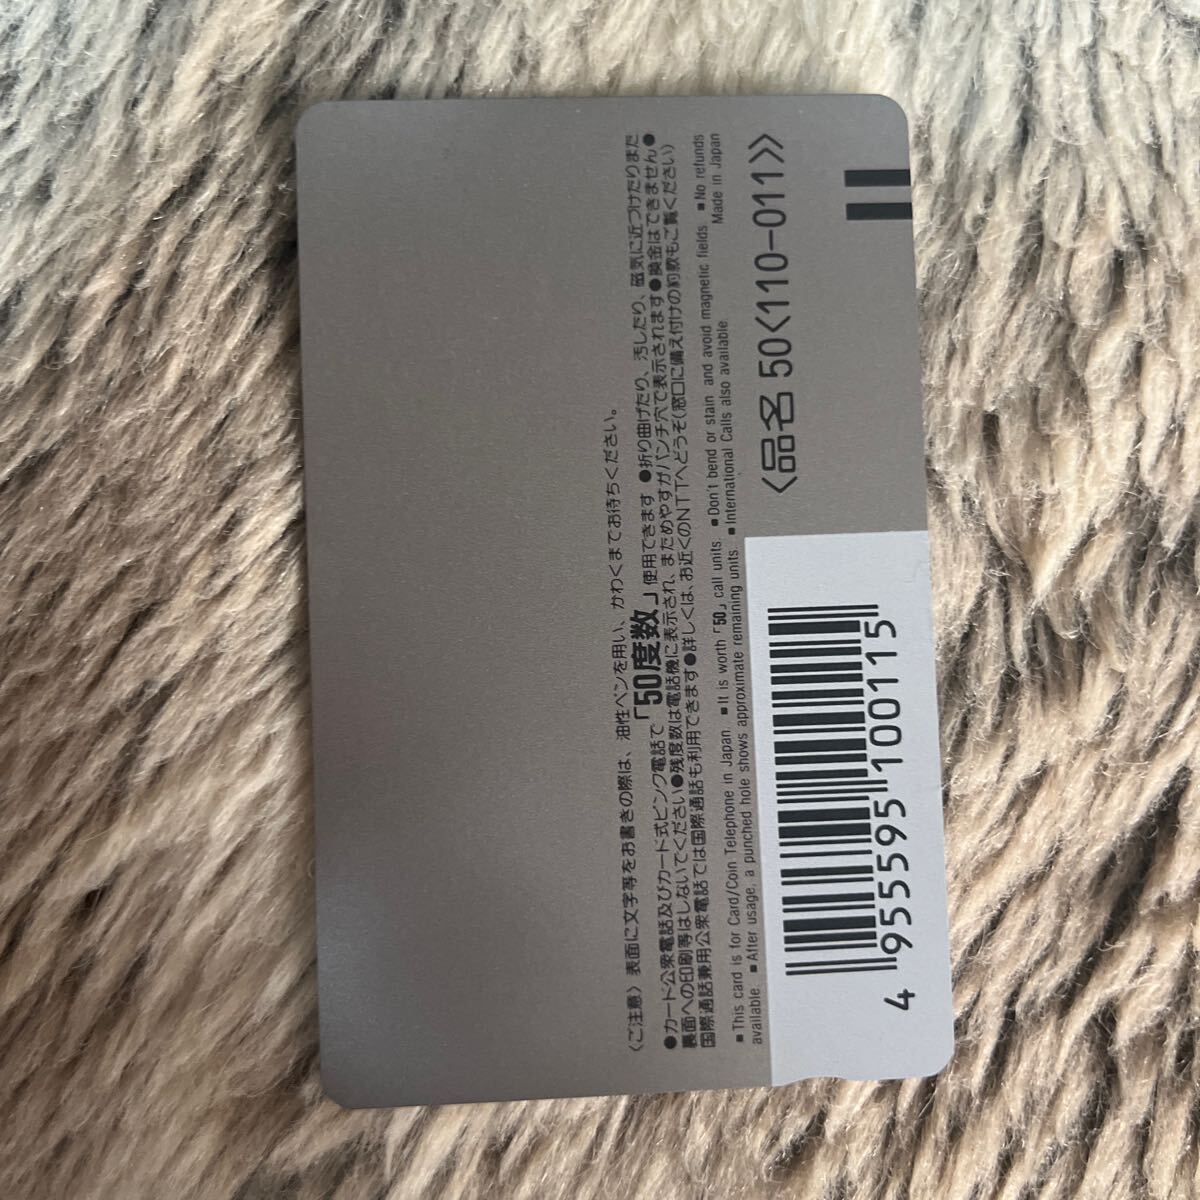 〈ご注意〉表面に文字等をお書きの際は、油性ペンを用い、かわくまでお待ちください。
●カード公衆電話及びカード式ピンク電話で「50度数」使用できます ●折り曲げたり、汚したり、磁気に近づけたりまた
裏面への印刷等はしないでください●残度数は電話機に表示され、まためやすがパンチ穴で表示されます●換金はできません●
国際通話兼用公衆電話では国際通話も利用できます●詳しくは、お近くのNTTへどうぞ(窓口に備え付けの約款もご覧ください)
■This card is for Card/Coin Telephone in Japan ■It is worth「50」call units ■Don't bend or stain and avoid magnetic fields ■No refunds
available ■After usage, a punched hole shows approximate remaining units ■International Calls also available Made in Japan
〈品名 50〈110-011〉〉
4 955595 100115